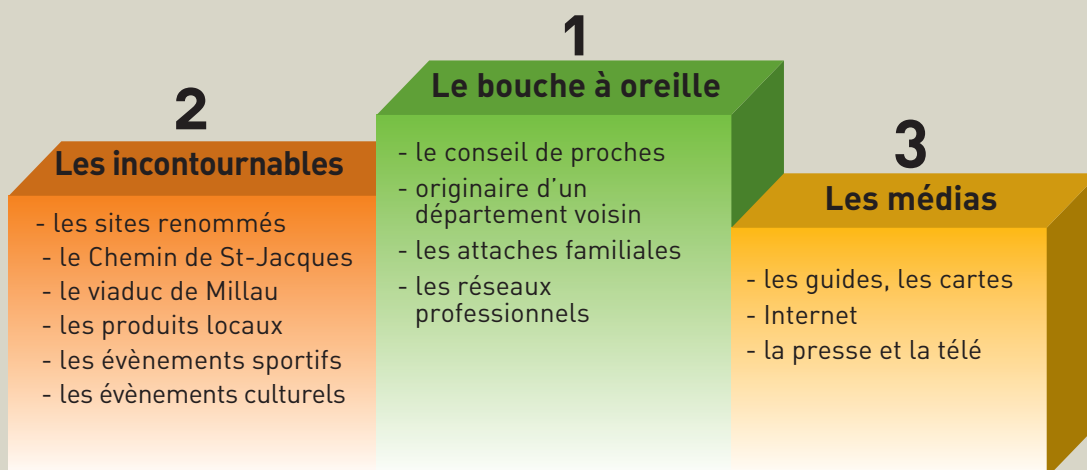 1
Le bouche à oreille
- le conseil de proches
- originaire d'un
département voisin
- les attaches familiales
- les réseaux
professionnels
2
Les incontournables
- les sites renommés
- le Chemin de St-Jacques
- le viaduc de Millau
- les produits locaux
- les évènements sportifs
- les évènements culturels
3
Les médias
- les guides, les cartes
- Internet
- la presse et la télé